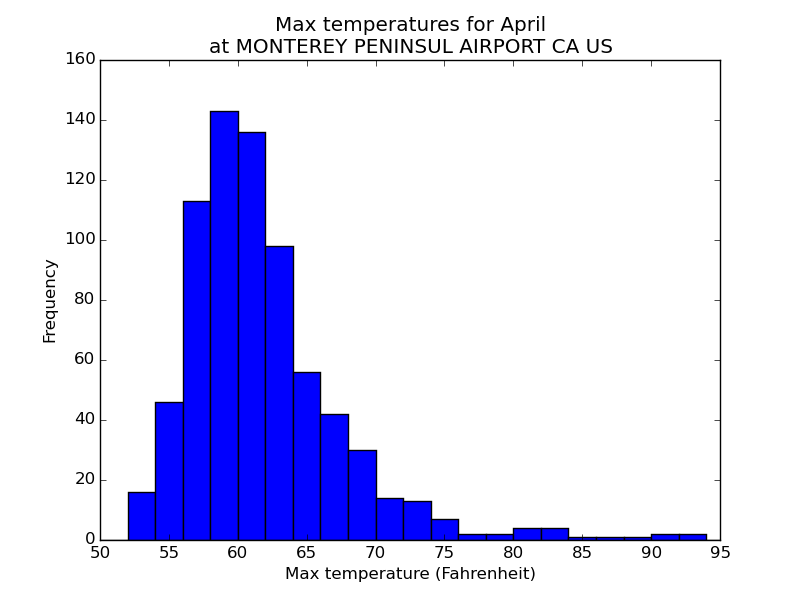 Max temperatures for April
at MONTEREY PENINSUL AIRPORT CA US
160
140
120
100
80
60
40
20
0
Frequency
50 55 60 65 70 75 80 85 90 95
Max temperature (Fahrenheit)